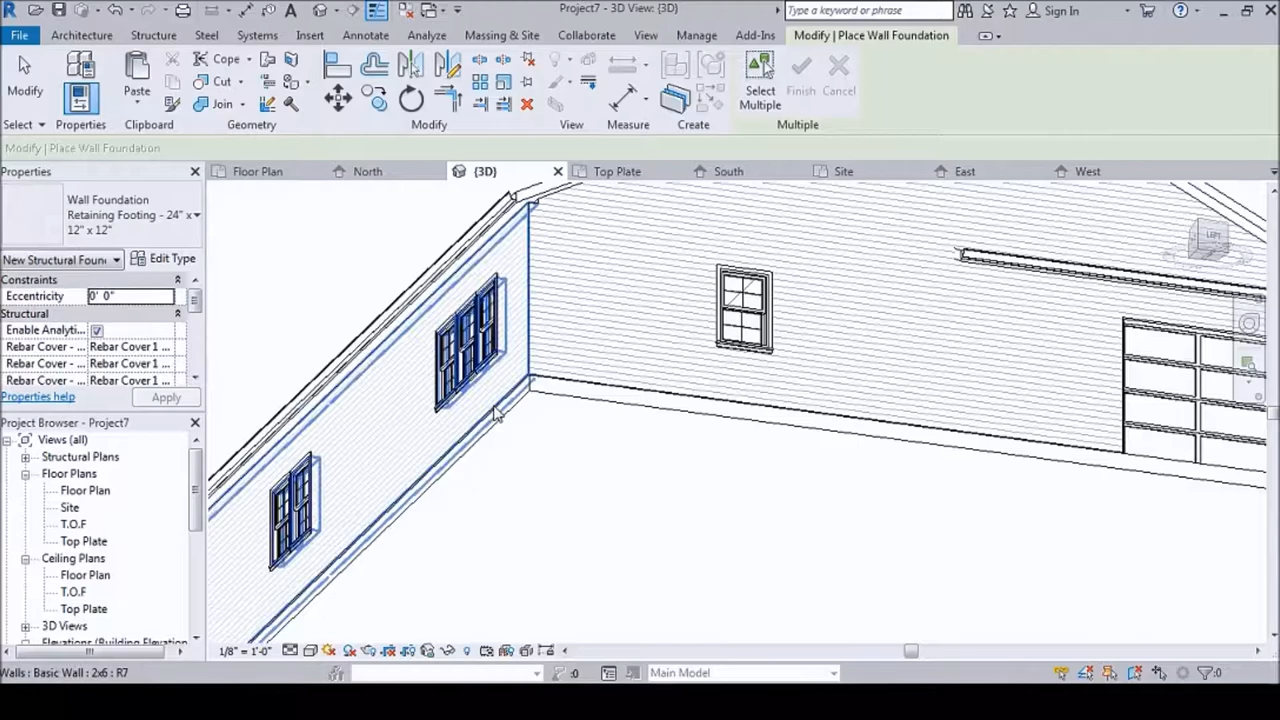 Project7 - 3D View: {3D}
Type a keyword or phrase
Sign In
File Architecture Structure Steel Systems Insert Annotate Analyze Massing & Site Collaborate View Manage Add-Ins Modify | Place Wall Foundation
Modify
Paste
Cope
Cut
Join
Select Multiple
Finish
Cancel
Select Properties Clipboard Geometry Modify View Measure Create Multiple
Modify | Place Wall Foundation
Properties
Floor Plan North {3D} Top Plate South Site East West
Wall Foundation
Retaining Footing - 24" x
12" x 12"
New Structural Foun Edit Type
Constraints
Eccentricity 0' 0"
Structural
Enable Analyti...
Rebar Cover - ... Rebar Cover 1 ...
Rebar Cover - ... Rebar Cover 1 ...
Rebar Cover - ... Rebar Cover 1 ...
Properties help Apply
LEFT
Project Browser - Project7
Views (all)
Structural Plans
Floor Plans
Floor Plan
Site
T.O.F
Top Plate
Ceiling Plans
Floor Plan
T.O.F
Top Plate
3D Views
Elevations (Building Elevation
1/8" = 1'-0"
Walls : Basic Wall : 2x6 : R7
:0
Main Model
:0